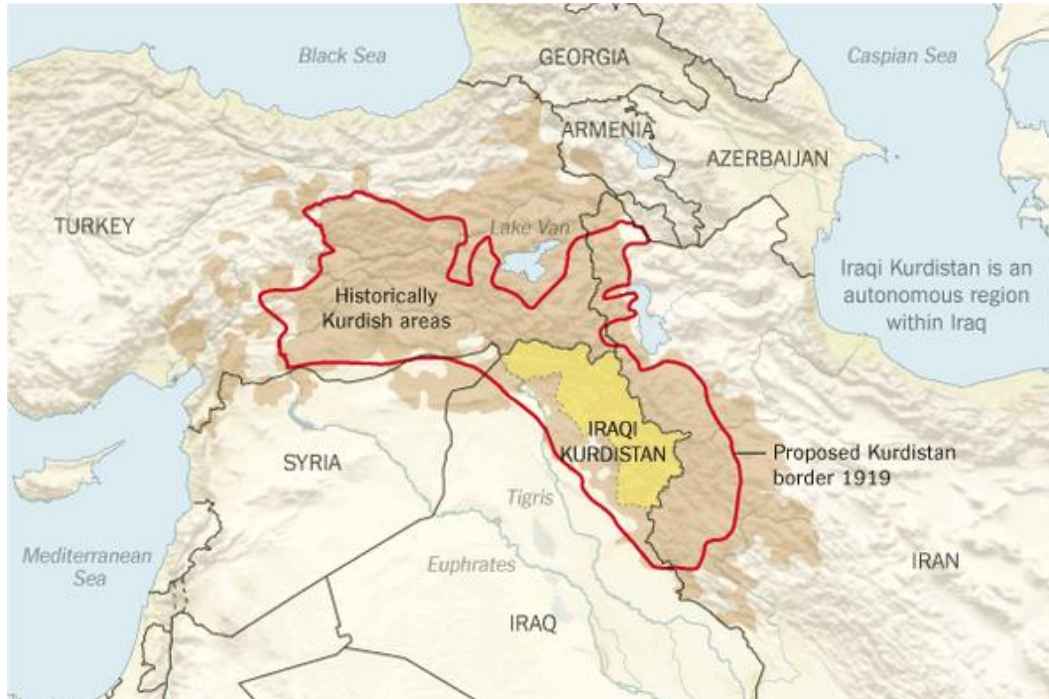 Black Sea
Caspian Sea
GEORGIA
ARMENIA
AZERBAIJAN
TURKEY
Lake Van
Historically
Kurdish areas
Iraqi Kurdistan is an
autonomous region
within Iraq
IRAQI
KURDISTAN
Proposed Kurdistan
border 1919
SYRIA
Tigris
Mediterranean
Sea
Euphrates
IRAN
IRAQ